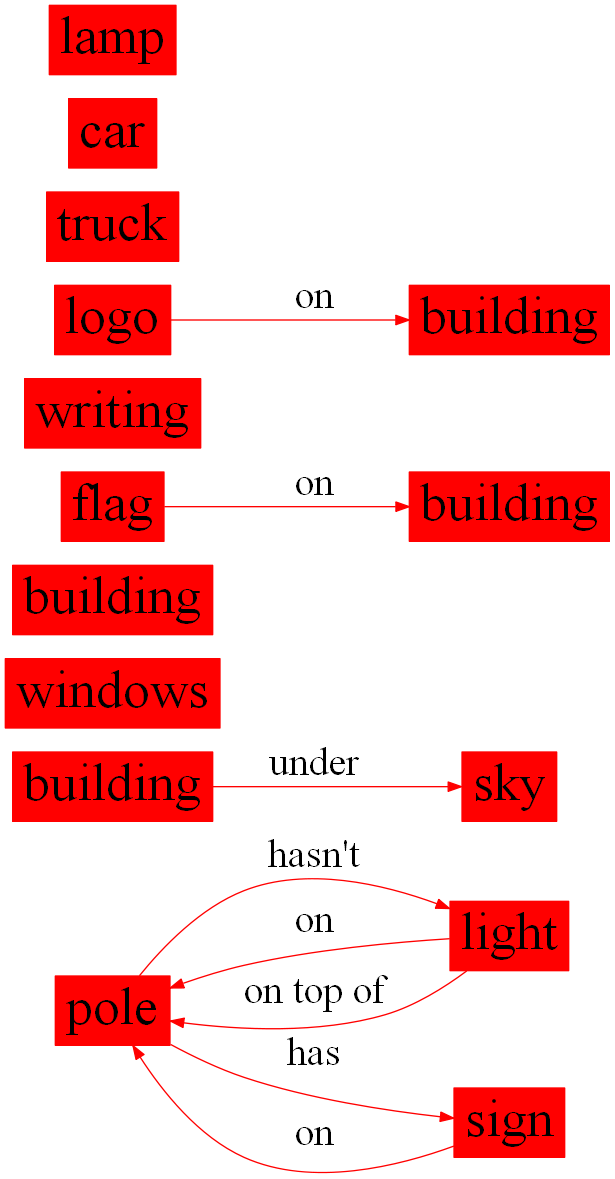 lamp
car
truck
logo on building
writing
flag on building
building
windows
building under sky
hasn't
on light
on top of
pole
has
sign
on